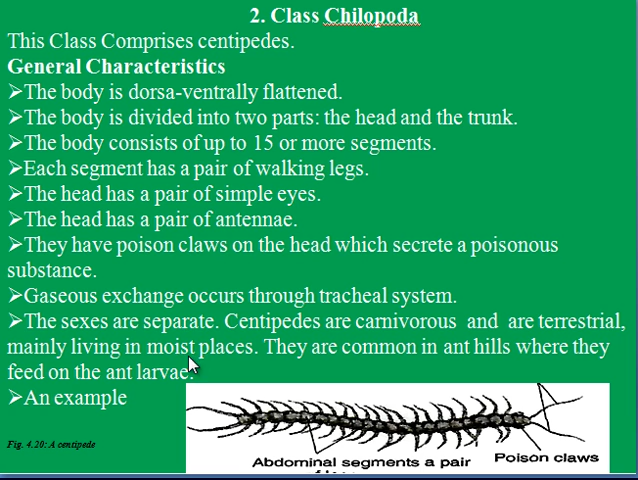 2. Class Chilopoda
This Class Comprises centipedes.
General Characteristics
➢The body is dorsa-ventrally flattened.
➢The body is divided into two parts: the head and the trunk.
➢The body consists of up to 15 or more segments.
➢Each segment has a pair of walking legs.
➢The head has a pair of simple eyes.
➢The head has a pair of antennae.
➢They have poison claws on the head which secrete a poisonous
substance.
➢Gaseous exchange occurs through tracheal system.
➢The sexes are separate. Centipedes are carnivorous and are terrestrial,
mainly living in moist places. They are common in ant hills where they
feed on the ant larvae.
➢An example
Fig. 4.20: A centipede
Poison claws
Abdominal segments a pair